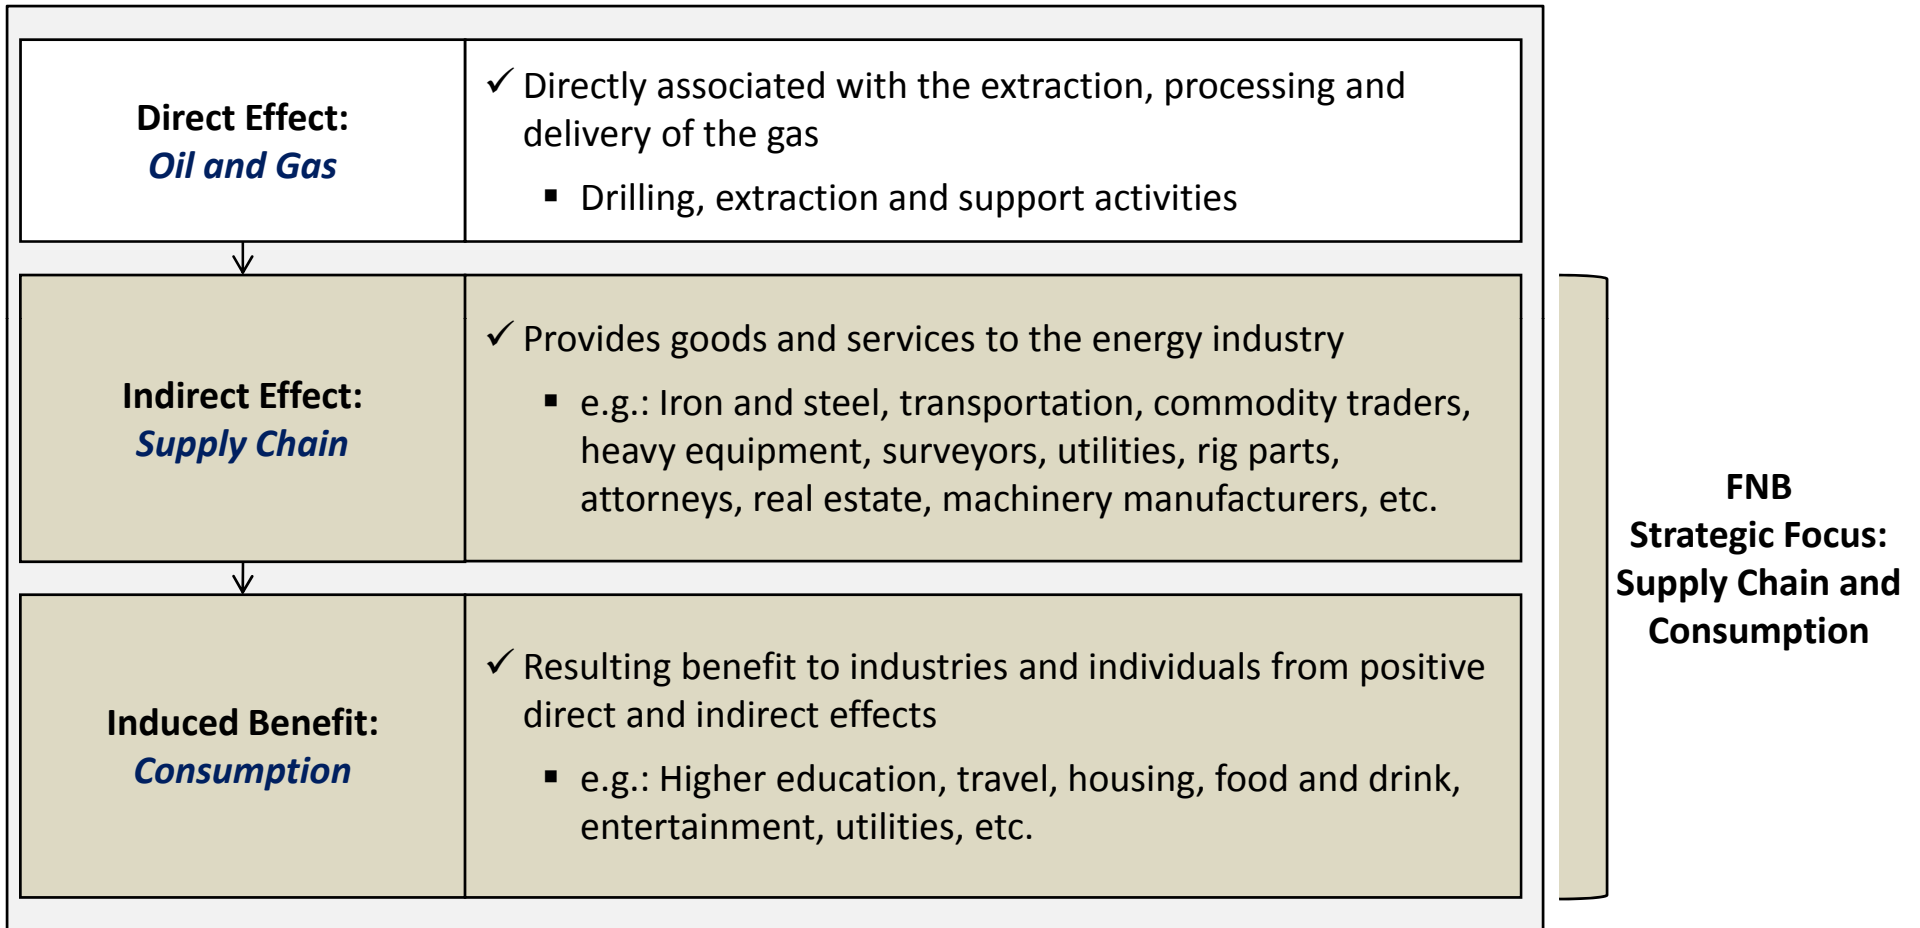 Direct Effect:
Oil and Gas
✓ Directly associated with the extraction, processing and
delivery of the gas
▪ Drilling, extraction and support activities
Indirect Effect:
Supply Chain
✓ Provides goods and services to the energy industry
▪ e.g.: Iron and steel, transportation, commodity traders,
heavy equipment, surveyors, utilities, rig parts,
attorneys, real estate, machinery manufacturers, etc.
Induced Benefit:
Consumption
✓ Resulting benefit to industries and individuals from positive
direct and indirect effects
▪ e.g.: Higher education, travel, housing, food and drink,
entertainment, utilities, etc.
FNB
Strategic Focus:
Supply Chain and
Consumption